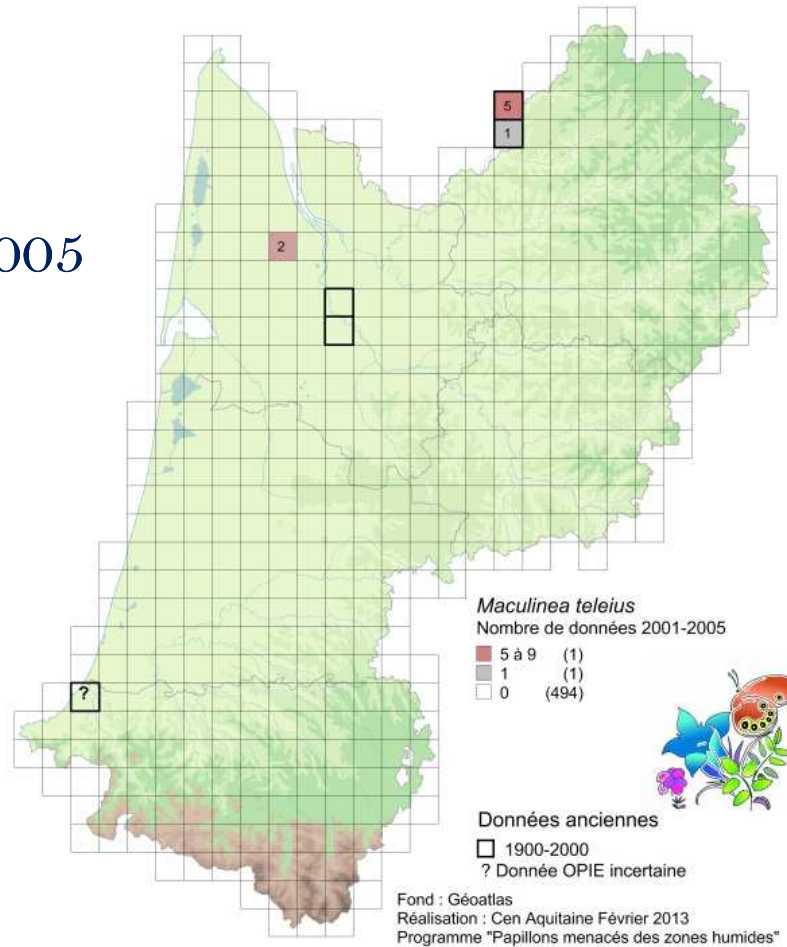 005
5
1
2
?
Maculinea teleius
Nombre de données 2001-2005
5 à 9 (1)
1 (1)
0 (494)
Données anciennes
1900-2000
? Donnée OPIE incertaine
Fond : Géoatlas
Réalisation : Cen Aquitaine Février 2013
Programme "Papillons menacés des zones humides"